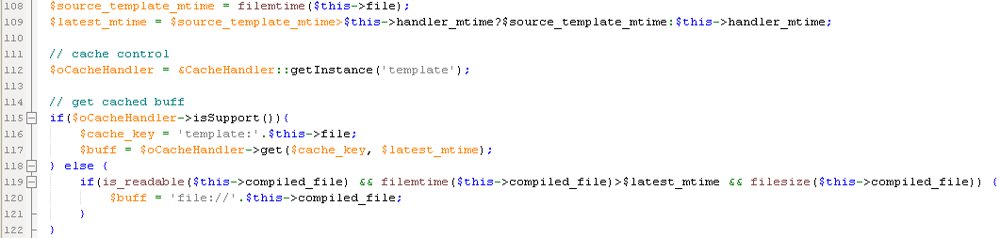 108 $source_template_mtime = filemtime($this->file);
109 $latest_mtime = $source_template_mtime>$this->handler_mtime?$source_template_mtime:$this->handler_mtime;
110
111 // cache control
112 $oCacheHandler = &CacheHandler::getInstance('template');
113
114 // get cached buff
115 if($oCacheHandler->isSupport()){
116 $cache_key = 'template:'.$this->file;
117 $buff = $oCacheHandler->get($cache_key, $latest_mtime);
118 } else {
119 if(is_readable($this->compiled_file) && filemtime($this->compiled_file)>$latest_mtime && filesize($this->compiled_file)) {
120 $buff = 'file://'.$this->compiled_file;
121 }
122 }